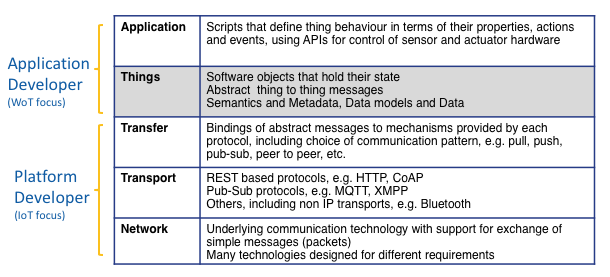 Application
Developer
(WoT focus)
Application
Scripts that define thing behaviour in terms of their properties, actions
and events, using APIs for control of sensor and actuator hardware
Things
Software objects that hold their state
Abstract  thing to thing messages
Semantics and Metadata, Data models and Data
Platform
Developer
(IoT focus)
Transfer
Bindings of abstract messages to mechanisms provided by each
protocol, including choice of communication pattern, e.g. pull, push,
pub-sub, peer to peer, etc.
Transport
REST based protocols, e.g. HTTP, CoAP
Pub-Sub protocols, e.g. MQTT, XMPP
Others, including non IP transports, e.g. Bluetooth
Network
Underlying communication technology with support for exchange of
simple messages (packets)
Many technologies designed for different requirements